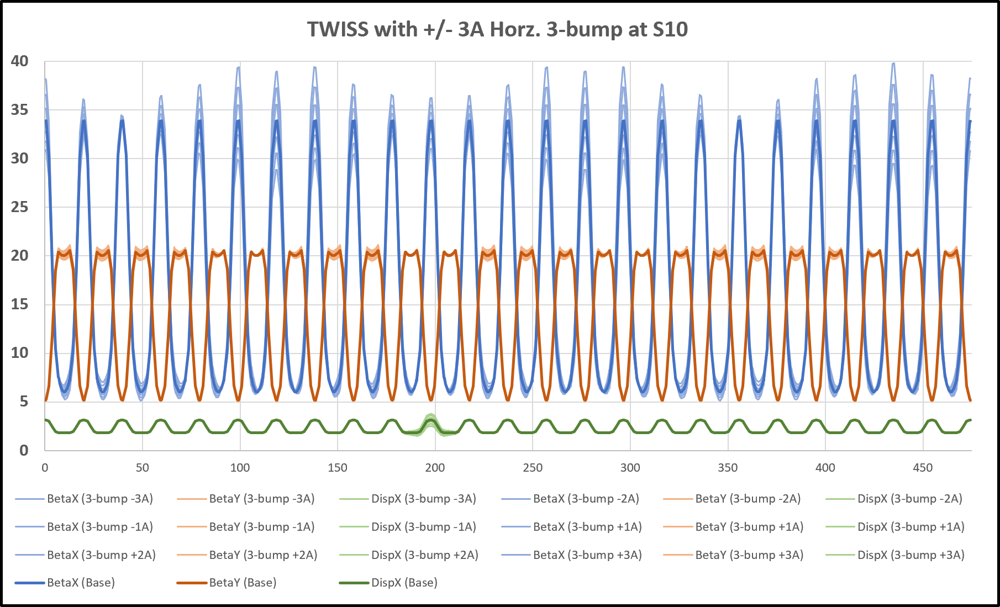 TWISS with +/- 3A Horz. 3-bump at S10
40
35
30
25
20
15
10
5
0
0 50 100 150 200 250 300 350 400 450
BetaX (3-bump -3A) BetaY (3-bump -3A) DispX (3-bump -3A) BetaX (3-bump -2A) BetaY (3-bump -2A) DispX (3-bump -2A)
BetaX (3-bump -1A) BetaY (3-bump -1A) DispX (3-bump -1A) BetaX (3-bump +1A) BetaY (3-bump +1A) DispX (3-bump +1A)
BetaX (3-bump +2A) BetaY (3-bump +2A) DispX (3-bump +2A) BetaX (3-bump +3A) BetaY (3-bump +3A) DispX (3-bump +3A)
BetaX (Base) BetaY (Base) DispX (Base)